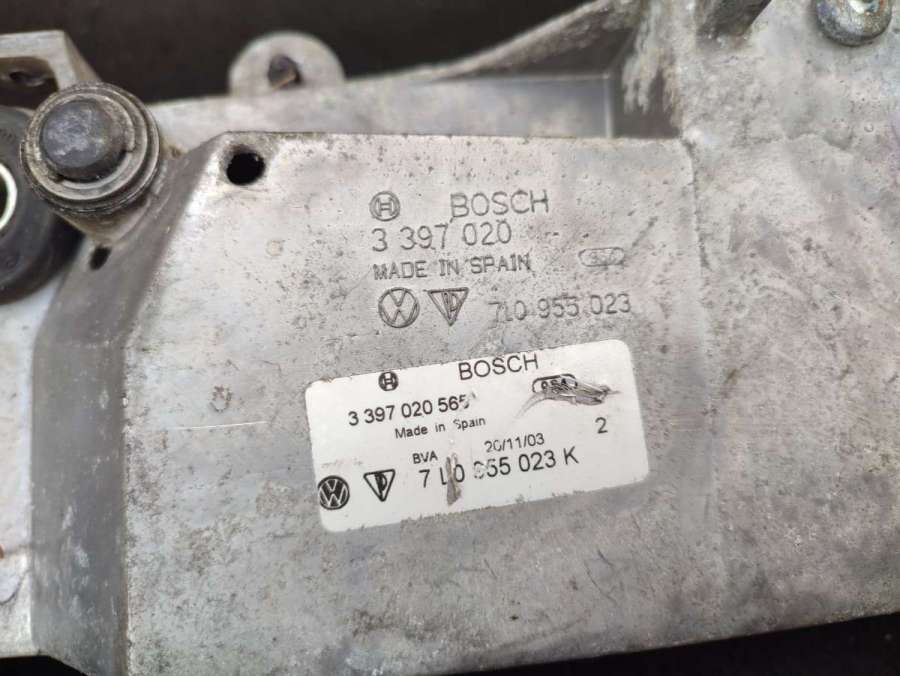 BOSCH
3 397 020
MADE IN SPAIN
7L0 955 023
BOSCH
3 397 020 565
Made in Spain
2
BVA 20/11/03
7 L0 955 023 K